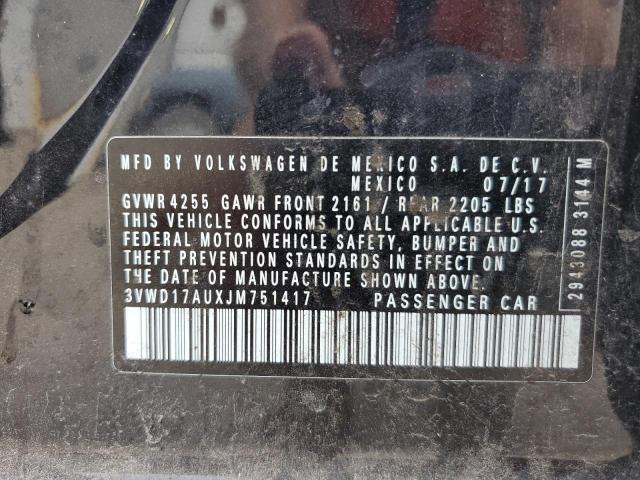 MFD BY VOLKSWAGEN DE MEXICO S.A. DE C.V.
MEXICO 07/17
GVWR 4255 GAWR FRONT 2161 / REAR 2205 LBS
THIS VEHICLE CONFORMS TO ALL APPLICABLE U.S.
FEDERAL MOTOR VEHICLE SAFETY, BUMPER AND
THEFT PREVENTION STANDARDS IN EFFECT ON
THE DATE OF MANUFACTURE SHOWN ABOVE.
3VWD17AUXJM751417 PASSENGER CAR
2943088 3144 M